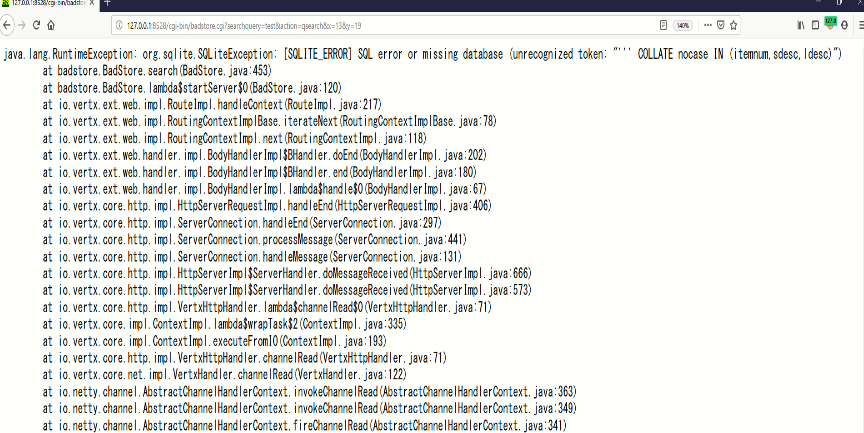 127.0.0.1:8528/cgi-bin/badstor
127.0.0.1:8528/cgi-bin/badstore.cgi?searchquery=test&action=qsearch&x=13&y=19
140%
java.lang.RuntimeException: org.sqlite.SQLiteException: [SQLITE_ERROR] SQL error or missing database (unrecognized token: "''' COLLATE nocase IN (itemnum,sdesc,ldesc)")
at badstore.BadStore.search(BadStore.java:453)
at badstore.BadStore.lambda$startServer$0(BadStore.java:120)
at io.vertx.ext.web.impl.RouteImpl.handleContext(RouteImpl.java:217)
at io.vertx.ext.web.impl.RoutingContextImplBase.iterateNext(RoutingContextImplBase.java:78)
at io.vertx.ext.web.impl.RoutingContextImpl.next(RoutingContextImpl.java:118)
at io.vertx.ext.web.handler.impl.BodyHandlerImpl$BHandler.doEnd(BodyHandlerImpl.java:202)
at io.vertx.ext.web.handler.impl.BodyHandlerImpl$BHandler.end(BodyHandlerImpl.java:180)
at io.vertx.ext.web.handler.impl.BodyHandlerImpl.lambda$handle$0(BodyHandlerImpl.java:67)
at io.vertx.core.http.impl.HttpServerRequestImpl.handleEnd(HttpServerRequestImpl.java:406)
at io.vertx.core.http.impl.ServerConnection.handleEnd(ServerConnection.java:297)
at io.vertx.core.http.impl.ServerConnection.processMessage(ServerConnection.java:441)
at io.vertx.core.http.impl.ServerConnection.handleMessage(ServerConnection.java:131)
at io.vertx.core.http.impl.HttpServerImpl$ServerHandler.doMessageReceived(HttpServerImpl.java:666)
at io.vertx.core.http.impl.HttpServerImpl$ServerHandler.doMessageReceived(HttpServerImpl.java:573)
at io.vertx.core.http.impl.VertxHttpHandler.lambda$channelRead$0(VertxHttpHandler.java:71)
at io.vertx.core.impl.ContextImpl.lambda$wrapTask$2(ContextImpl.java:335)
at io.vertx.core.impl.ContextImpl.executeFromIO(ContextImpl.java:193)
at io.vertx.core.http.impl.VertxHttpHandler.channelRead(VertxHttpHandler.java:71)
at io.vertx.core.net.impl.VertxHandler.channelRead(VertxHandler.java:122)
at io.netty.channel.AbstractChannelHandlerContext.invokeChannelRead(AbstractChannelHandlerContext.java:363)
at io.netty.channel.AbstractChannelHandlerContext.invokeChannelRead(AbstractChannelHandlerContext.java:349)
at io.netty.channel.AbstractChannelHandlerContext.fireChannelRead(AbstractChannelHandlerContext.java:341)